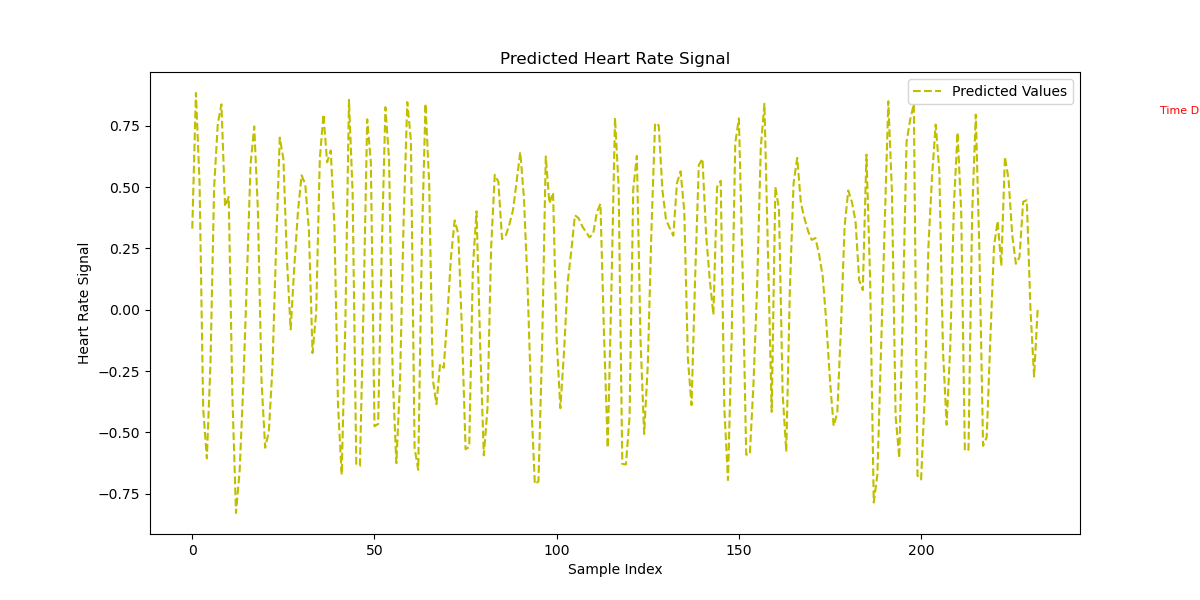 Predicted Heart Rate Signal
Predicted Values
Time D
Heart Rate Signal
0.75
0.50
0.25
0.00
−0.25
−0.50
−0.75
0 50 100 150 200
Sample Index